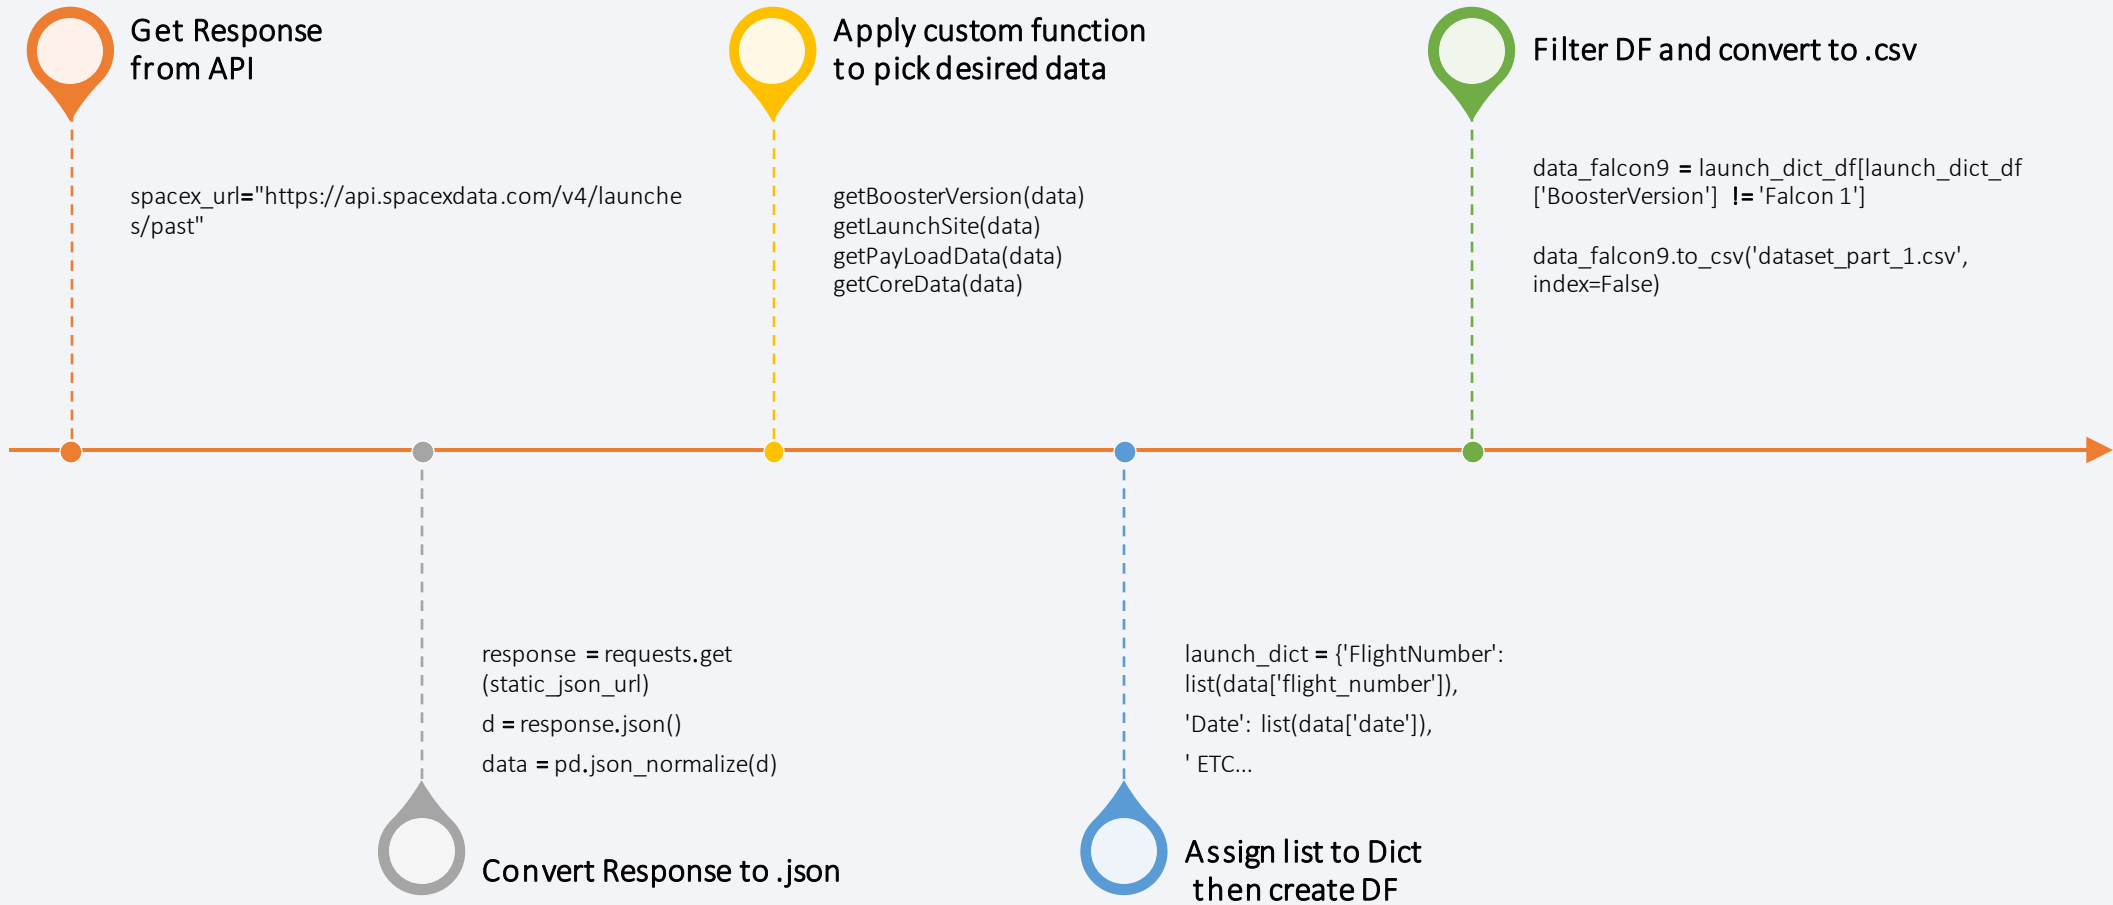 Get Response
from API
spacex_url="https://api.spacexdata.com/v4/launche
s/past"
response = requests.get
(static_json_url)
d = response.json()
data = pd.json_normalize(d)
Convert Response to .json
Apply custom function
to pick desired data
getBoosterVersion(data)
getLaunchSite(data)
getPayLoadData(data)
getCoreData(data)
launch_dict = {'FlightNumber':
list(data['flight_number']),
'Date': list(data['date']),
' ETC...
Assign list to Dict
then create DF
Filter DF and convert to .csv
data_falcon9 = launch_dict_df[launch_dict_df
['BoosterVersion'] != 'Falcon 1']
data_falcon9.to_csv('dataset_part_1.csv',
index=False)